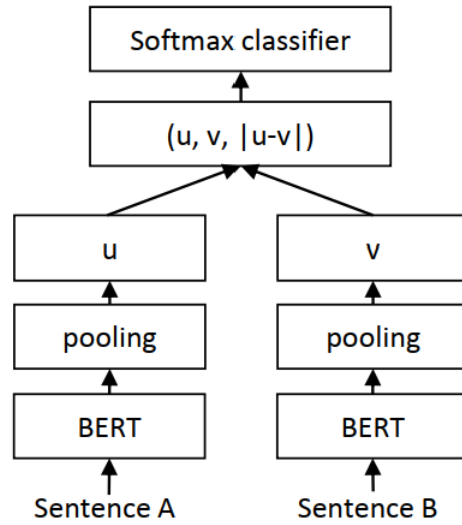 Softmax classifier
(u, v, |u-v|)
u
v
pooling
pooling
BERT
BERT
Sentence A
Sentence B